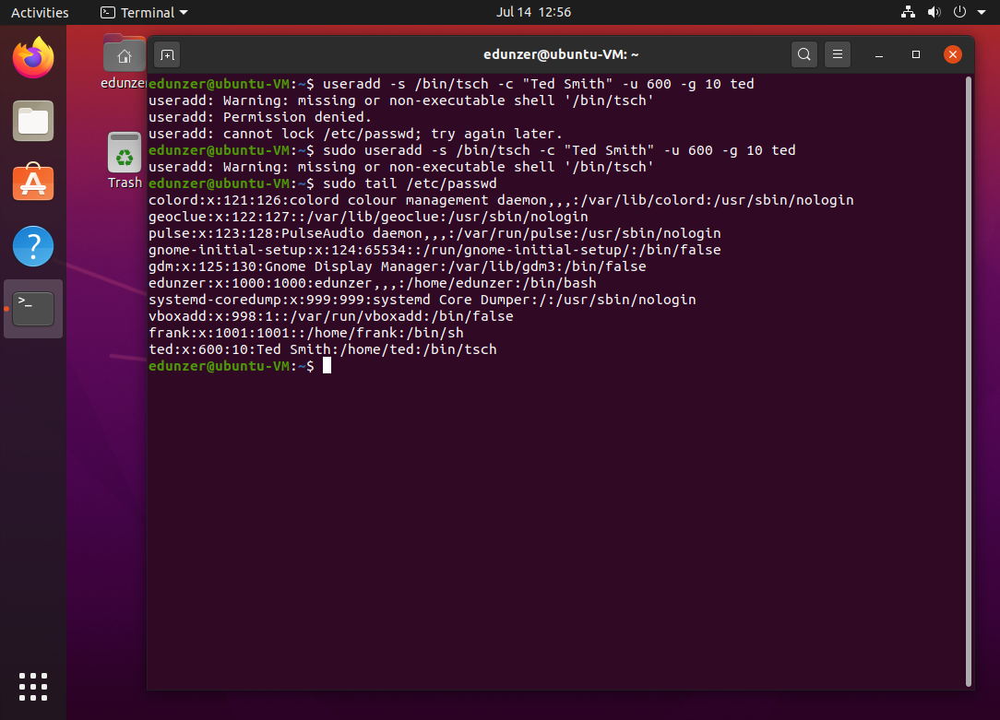 Activities
Terminal
Jul 14 12:56
edunzer@ubuntu-VM: ~
Trash
edunzer@ubuntu-VM:~$ useradd -s /bin/tsch -c "Ted Smith" -u 600 -g 10 ted
useradd: Warning: missing or non-executable shell '/bin/tsch'
useradd: Permission denied.
useradd: cannot lock /etc/passwd; try again later.
edunzer@ubuntu-VM:~$ sudo useradd -s /bin/tsch -c "Ted Smith" -u 600 -g 10 ted
useradd: Warning: missing or non-executable shell '/bin/tsch'
edunzer@ubuntu-VM:~$ sudo tail /etc/passwd
colord:x:121:126:colord colour management daemon,,,:/var/lib/colord:/usr/sbin/nologin
geoclue:x:122:127::/var/lib/geoclue:/usr/sbin/nologin
pulse:x:123:128:PulseAudio daemon,,,:/var/run/pulse:/usr/sbin/nologin
gnome-initial-setup:x:124:65534::/run/gnome-initial-setup/:/bin/false
gdm:x:125:130:Gnome Display Manager:/var/lib/gdm3:/bin/false
edunzer:x:1000:1000:edunzer,,,:/home/edunzer:/bin/bash
systemd-coredump:x:999:999:systemd Core Dumper:/:/usr/sbin/nologin
vboxadd:x:998:1::/var/run/vboxadd:/bin/false
frank:x:1001:1001::/home/frank:/bin/sh
ted:x:600:10:Ted Smith:/home/ted:/bin/tsch
edunzer@ubuntu-VM:~$